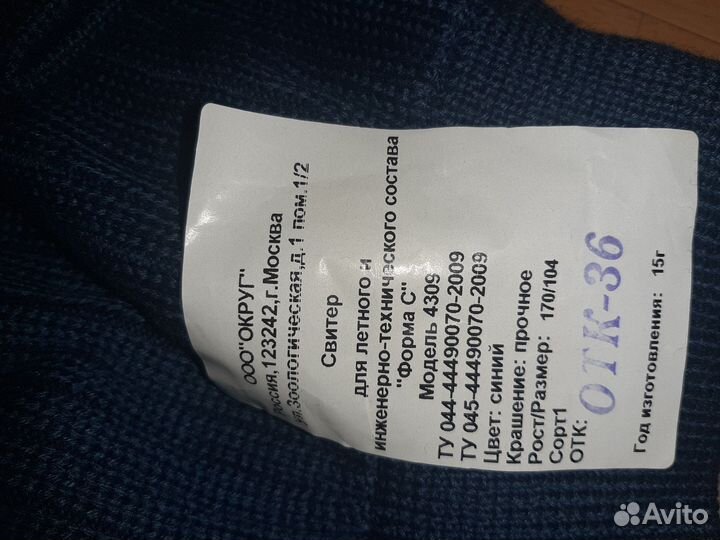 ООО"ОКРУГ"
Россия,123242,г.Москва
ул.Зоологическая,д.1 пом.1/2
Свитер
для летного и
инженерно-технического состава
"Форма С"
Модель 4309
ТУ 044-44490070-2009
ТУ 045-44490070-2009
Цвет: синий
Крашение: прочное
Рост/Размер: 170/104
Сорт1
ОТК: ОТК-36
Год изготовления: 15г
Avito